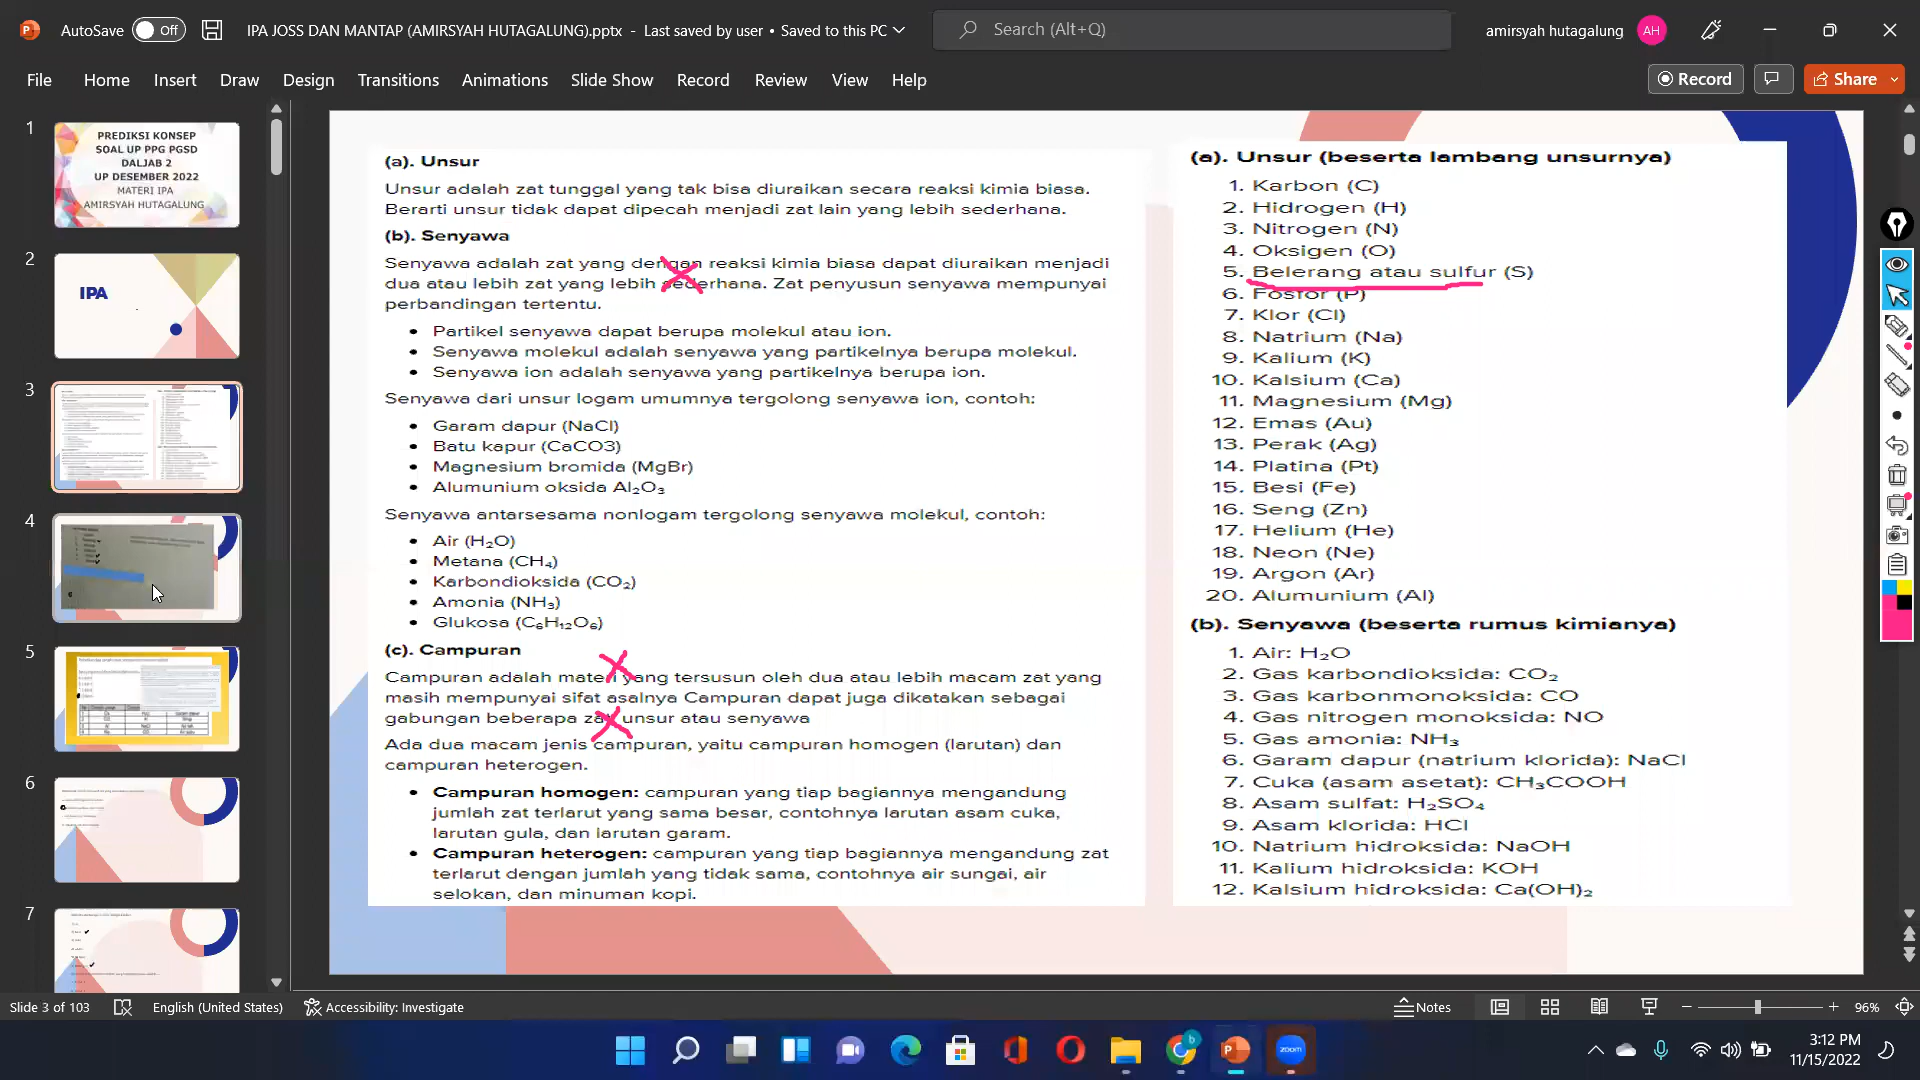 AutoSave Off IPA JOSS DAN MANTAP (AMIRSYAH HUTAGALUNG).pptx - Last saved by user • Saved to this PC Search (Alt+Q) amirsyah hutagalung AH
File Home Insert Draw Design Transitions Animations Slide Show Record Review View Help Record Share
1
PREDIKSI KONSEP
SOAL UP PPG PGSD
DALJAB 2
UP DESEMBER 2022
MATERI IPA
AMIRSYAH HUTAGALUNG
2
IPA
3
4
5
6
7
(a). Unsur
Unsur adalah zat tunggal yang tak bisa diuraikan secara reaksi kimia biasa.
Berarti unsur tidak dapat dipecah menjadi zat lain yang lebih sederhana.
(b). Senyawa
Senyawa adalah zat yang dengan reaksi kimia biasa dapat diuraikan menjadi
dua atau lebih zat yang lebih sederhana. Zat penyusun senyawa mempunyai
perbandingan tertentu.
• Partikel senyawa dapat berupa molekul atau ion.
• Senyawa molekul adalah senyawa yang partikelnya berupa molekul.
• Senyawa ion adalah senyawa yang partikelnya berupa ion.
Senyawa dari unsur logam umumnya tergolong senyawa ion, contoh:
• Garam dapur (NaCl)
• Batu kapur (CaCO3)
• Magnesium bromida (MgBr)
• Alumunium oksida Al₂O₃
Senyawa antarsesama nonlogam tergolong senyawa molekul, contoh:
• Air (H₂O)
• Metana (CH₄)
• Karbondioksida (CO₂)
• Amonia (NH₃)
• Glukosa (C₆H₁₂O₆)
(c). Campuran
Campuran adalah materi yang tersusun oleh dua atau lebih macam zat yang
masih mempunyai sifat asalnya Campuran dapat juga dikatakan sebagai
gabungan beberapa zat unsur atau senyawa
Ada dua macam jenis campuran, yaitu campuran homogen (larutan) dan
campuran heterogen.
• Campuran homogen: campuran yang tiap bagiannya mengandung
jumlah zat terlarut yang sama besar, contohnya larutan asam cuka,
larutan gula, dan larutan garam.
• Campuran heterogen: campuran yang tiap bagiannya mengandung zat
terlarut dengan jumlah yang tidak sama, contohnya air sungai, air
selokan, dan minuman kopi.
(a). Unsur (beserta lambang unsurnya)
1. Karbon (C)
2. Hidrogen (H)
3. Nitrogen (N)
4. Oksigen (O)
5. Belerang atau sulfur (S)
6. Fosfor (P)
7. Klor (Cl)
8. Natrium (Na)
9. Kalium (K)
10. Kalsium (Ca)
11. Magnesium (Mg)
12. Emas (Au)
13. Perak (Ag)
14. Platina (Pt)
15. Besi (Fe)
16. Seng (Zn)
17. Helium (He)
18. Neon (Ne)
19. Argon (Ar)
20. Alumunium (Al)
(b). Senyawa (beserta rumus kimianya)
1. Air: H₂O
2. Gas karbondioksida: CO₂
3. Gas karbonmonoksida: CO
4. Gas nitrogen monoksida: NO
5. Gas amonia: NH₃
6. Garam dapur (natrium klorida): NaCl
7. Cuka (asam asetat): CH₃COOH
8. Asam sulfat: H₂SO₄
9. Asam klorida: HCl
10. Natrium hidroksida: NaOH
11. Kalium hidroksida: KOH
12. Kalsium hidroksida: Ca(OH)₂
Slide 3 of 103 English (United States) Accessibility: Investigate Notes 96%
zoom
3:12 PM
11/15/2022